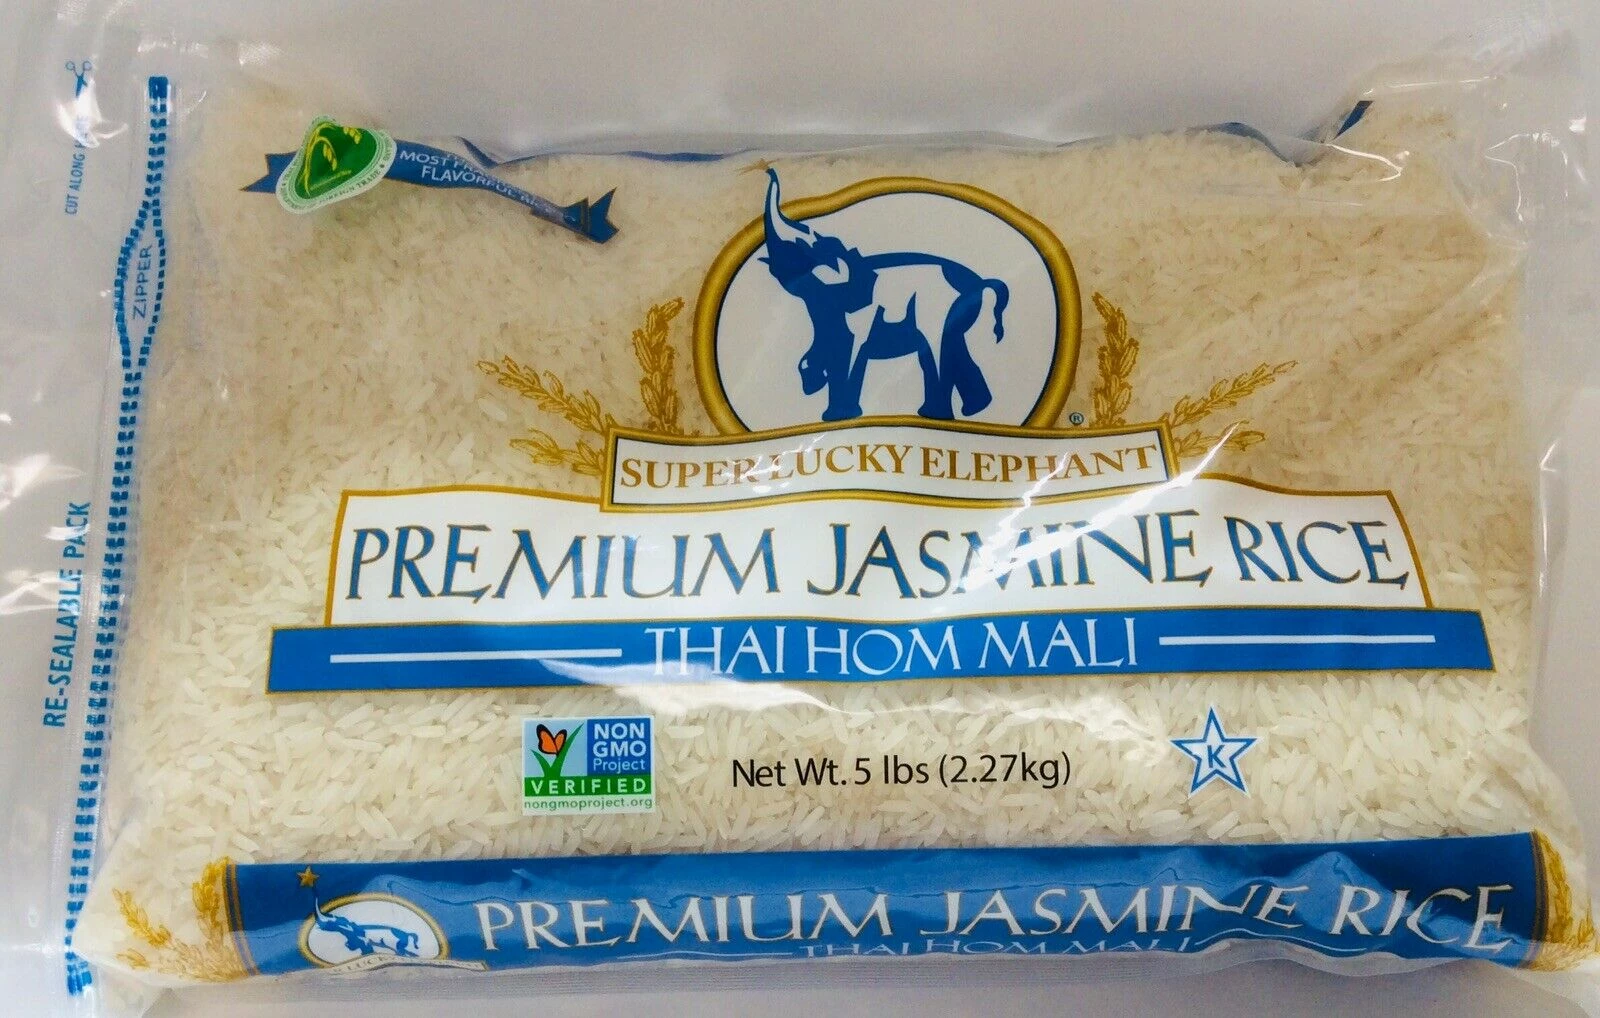 CUT ALONG
ZIPPER
RE-SEALABLE PACK
MOST
FLAVORFUL
®
SUPER LUCKY ELEPHANT
PREMIUM JASMINE RICE
THAI HOM MALI
NON
GMO
Project
VERIFIED
nongmoproject.org
Net Wt. 5 lbs (2.27kg)
K
PREMIUM JASMINE RICE
THAI HOM MALI